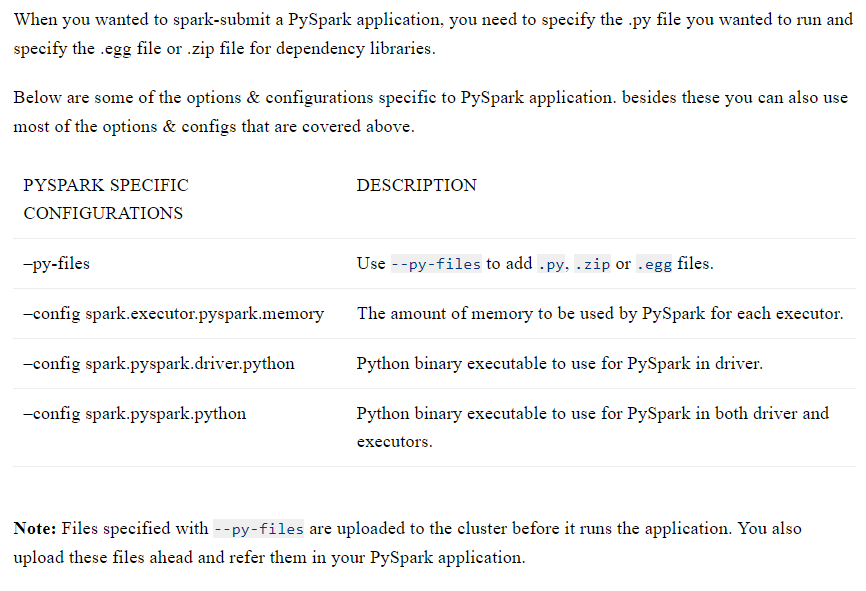 When you wanted to spark-submit a PySpark application, you need to specify the .py file you wanted to run and
specify the .egg file or .zip file for dependency libraries.
Below are some of the options & configurations specific to PySpark application. besides these you can also use
most of the options & configs that are covered above.
PYSPARK SPECIFIC
CONFIGURATIONS
DESCRIPTION
–py-files
Use --py-files to add .py, .zip or .egg files.
–config spark.executor.pyspark.memory
The amount of memory to be used by PySpark for each executor.
–config spark.pyspark.driver.python
Python binary executable to use for PySpark in driver.
–config spark.pyspark.python
Python binary executable to use for PySpark in both driver and
executors.
Note: Files specified with --py-files are uploaded to the cluster before it runs the application. You also
upload these files ahead and refer them in your PySpark application.